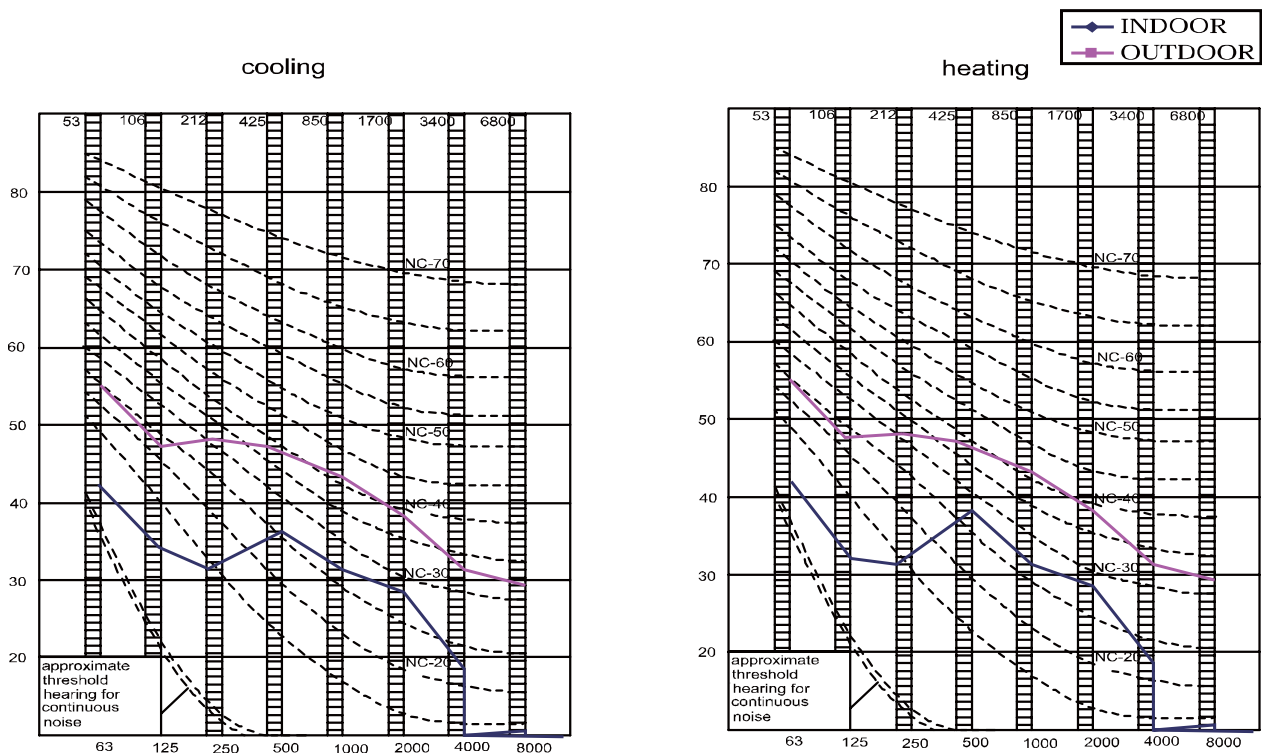 INDOOR
OUTDOOR
cooling
53 106 212 425 850 1700 3400 6800
80
70
60
50
40
30
20
NC-70
NC-60
NC-50
NC-40
NC-30
NC-20
approximate
threshold
hearing for
continuous
noise
63 125 250 500 1000 2000 4000 8000
heating
53 106 212 425 850 1700 3400 6800
80
70
60
50
40
30
20
NC-70
NC-60
NC-50
NC-40
NC-30
NC-20
approximate
threshold
hearing for
continuous
noise
63 125 250 500 1000 2000 4000 8000